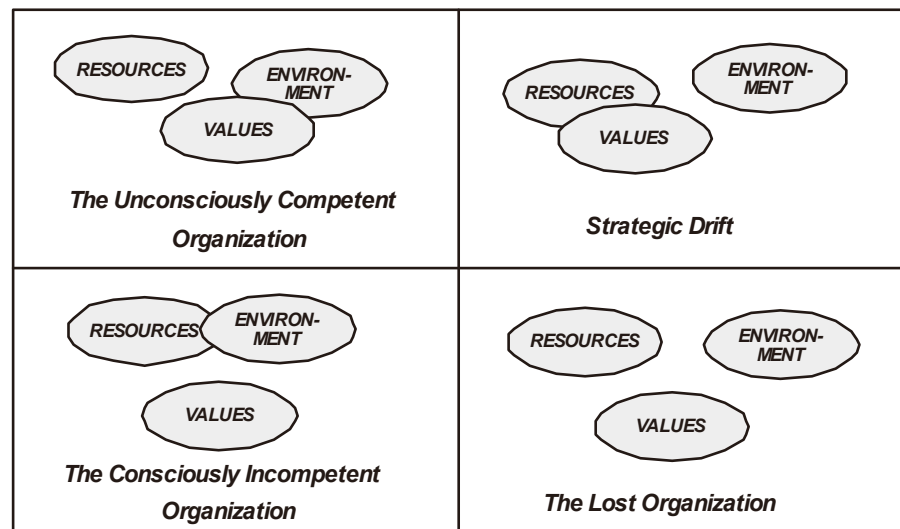 RESOURCES
ENVIRON-
MENT
VALUES
The Unconsciously Competent
Organization
RESOURCES
ENVIRON-
MENT
VALUES
Strategic Drift
RESOURCES
ENVIRON-
MENT
VALUES
The Consciously Incompetent
Organization
RESOURCES
ENVIRON-
MENT
VALUES
The Lost Organization